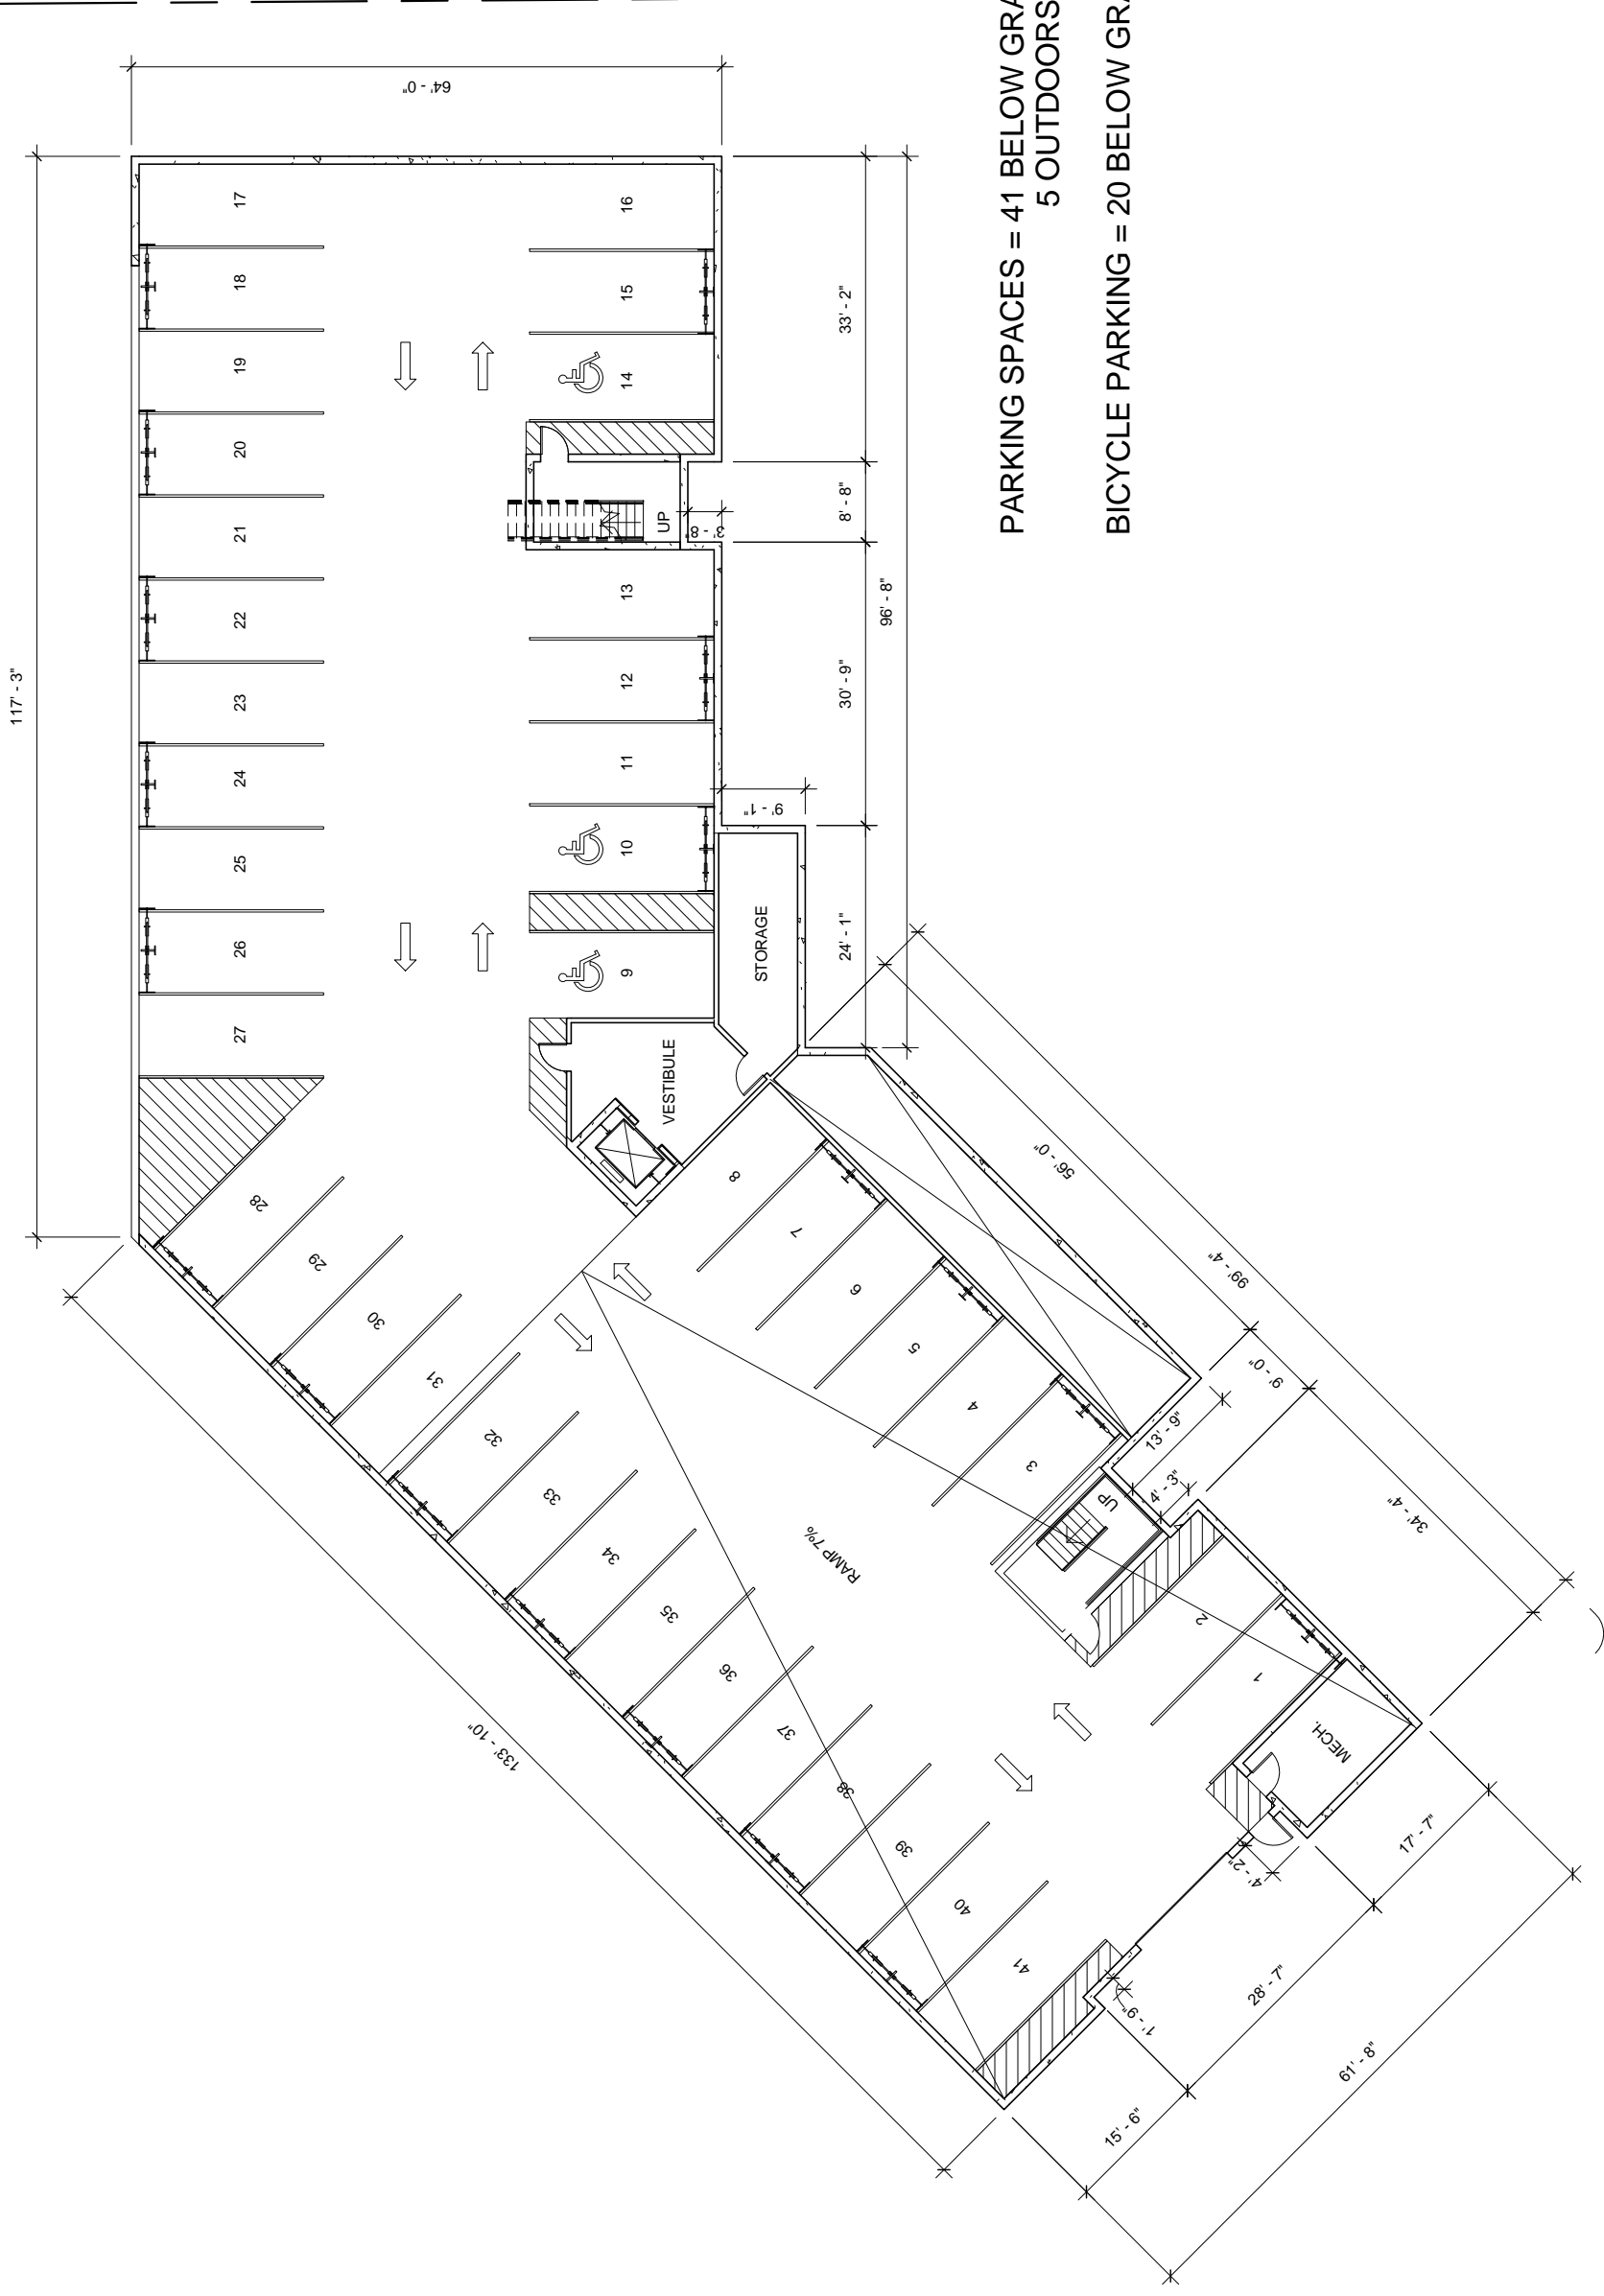 117' - 3"
64' - 0"
17
18
19
20
21
22
23
24
25
26
27
16
15
14
13
12
11
10
9
UP
3' - 8"
33' - 2"
8' - 8"
30' - 9"
24' - 1"
96' - 8"
9' - 1"
STORAGE
VESTIBULE
PARKING SPACES = 41 BELOW
5 OUTDOORS
BICYCLE PARKING = 20 BELOW
28
29
30
31
32
33
34
35
36
37
38
39
40
41
8
7
6
5
4
3
2
1
RAMP 7%
UP
MECH.
56' - 0"
99' - 4"
9' - 0"
13' - 9"
4' - 3"
34' - 4"
133' - 10"
17' - 7"
4' - 2"
28' - 7"
1' - 9"
61' - 8"
15' - 6"